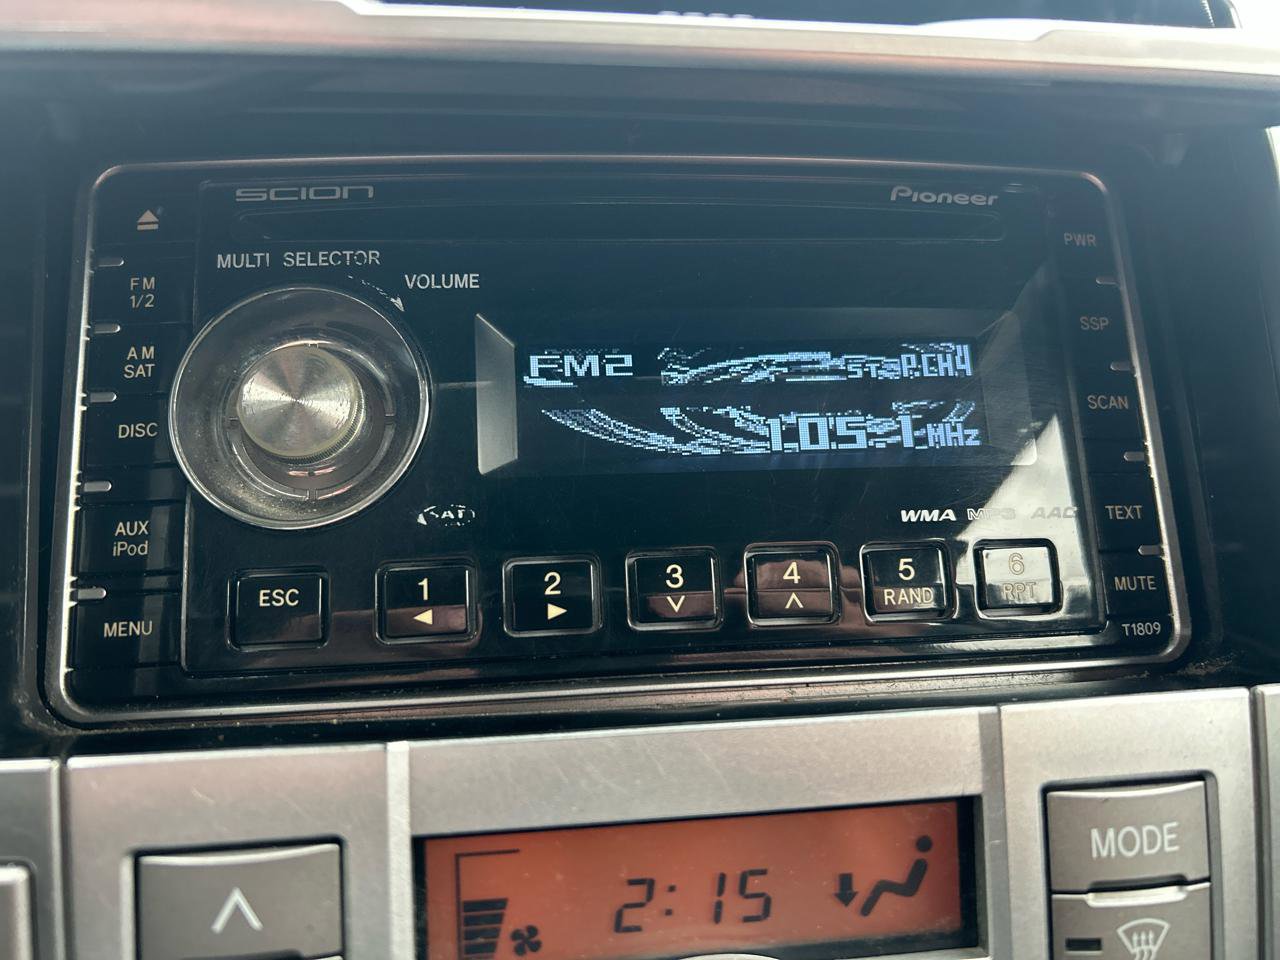 SCION
Pioneer
MULTI SELECTOR
VOLUME
FM
1/2
AM
SAT
DISC
AUX
iPod
MENU
PWR
SSP
SCAN
TEXT
MUTE
T1809
FM2 ST P.CH4
105.1 MHz
SAT
WMA MP3 AAC
ESC
1
2
3
4
5
RAND
6
RPT
2:15
MODE